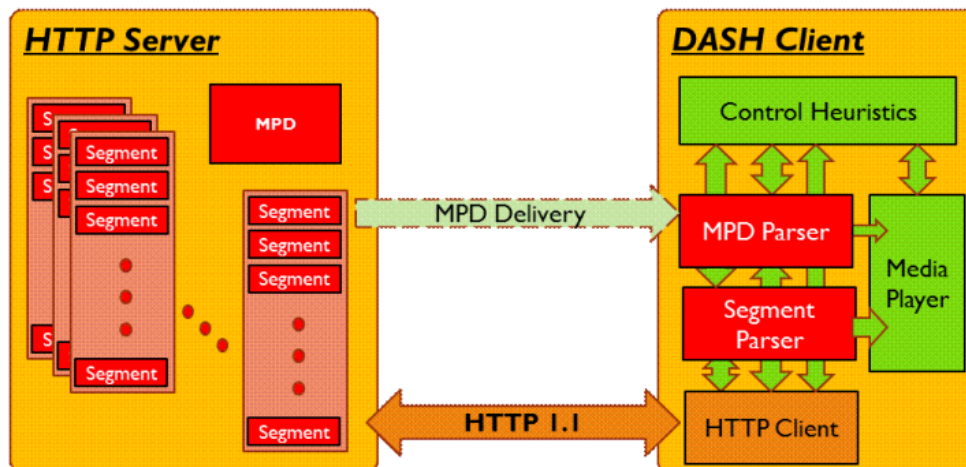 HTTP Server
MPD
Segment
Segment
Segment
Segment
Segment
Segment
Segment
Segment
MPD Delivery
HTTP 1.1
DASH Client
Control Heuristics
MPD Parser
Segment
Parser
Media
Player
HTTP Client